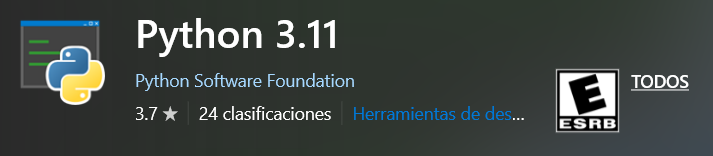 Python 3.11
Python Software Foundation
3.7 ★ 24 clasificaciones Herramientas de des...
E
ESRB
TODOS